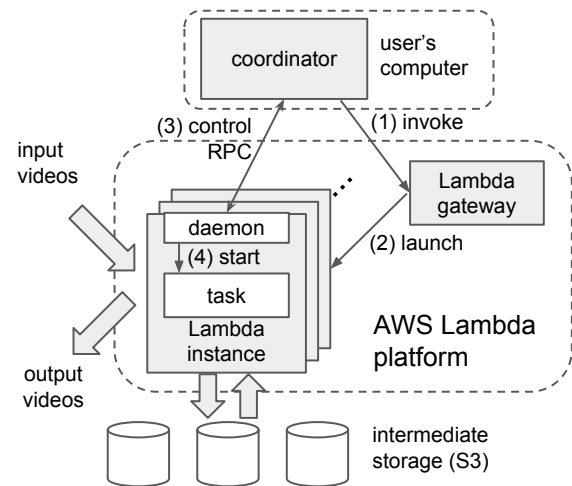 coordinator
user's
computer
(3) control
RPC
(1) invoke
input
videos
Lambda
gateway
daemon
(2) launch
(4) start
task
Lambda
instance
AWS Lambda
platform
output
videos
intermediate
storage (S3)